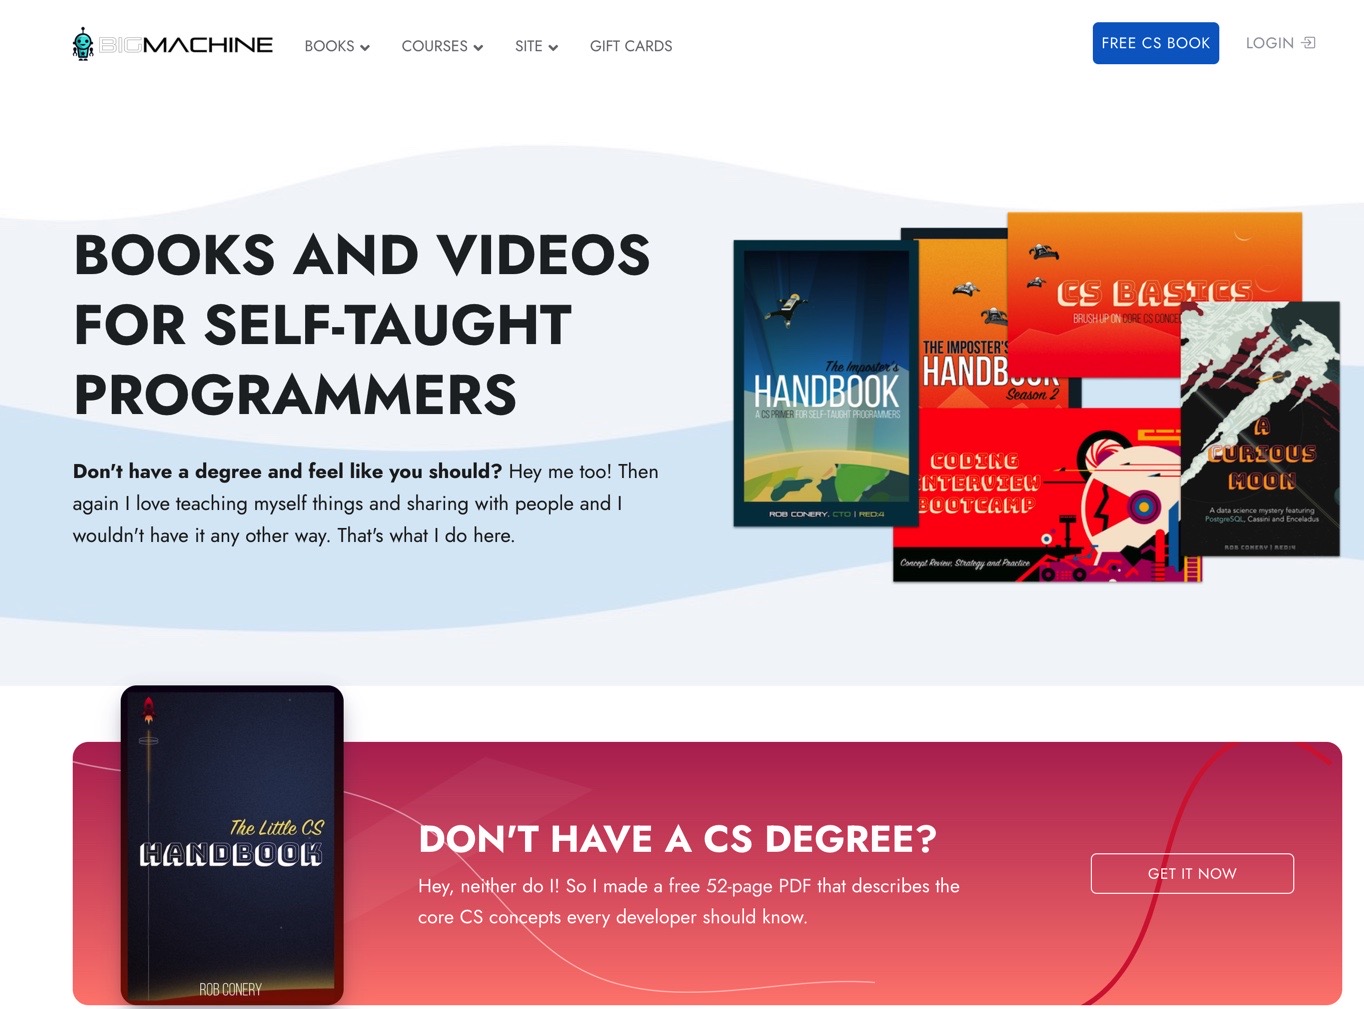 BIGMACHINE
BOOKS
COURSES
SITE
GIFT CARDS
FREE CS BOOK
LOGIN
BOOKS AND VIDEOS
FOR SELF-TAUGHT
PROGRAMMERS
Don't have a degree and feel like you should? Hey me too! Then
again I love teaching myself things and sharing with people and I
wouldn't have it any other way. That's what I do here.
The Imposter's
HANDBOOK
A CS PRIMER FOR SELF-TAUGHT PROGRAMMERS
ROB CONERY, CTO | RED:4
THE IMPOSTER'S
HANDBOOK
Season 2
CS BASICS
BRUSH UP ON CORE CS
CODING
INTERVIEW
BOOTCAMP
Concept Review, Strategy and Practice
A
CURIOUS
MOON
A data science mystery featuring
PostgreSQL, Cassini and Enceladus
ROB CONERY |
The Little CS
HANDBOOK
ROB CONERY
DON'T HAVE A CS DEGREE?
Hey, neither do I! So I made a free 52-page PDF that describes the
core CS concepts every developer should know.
GET IT NOW